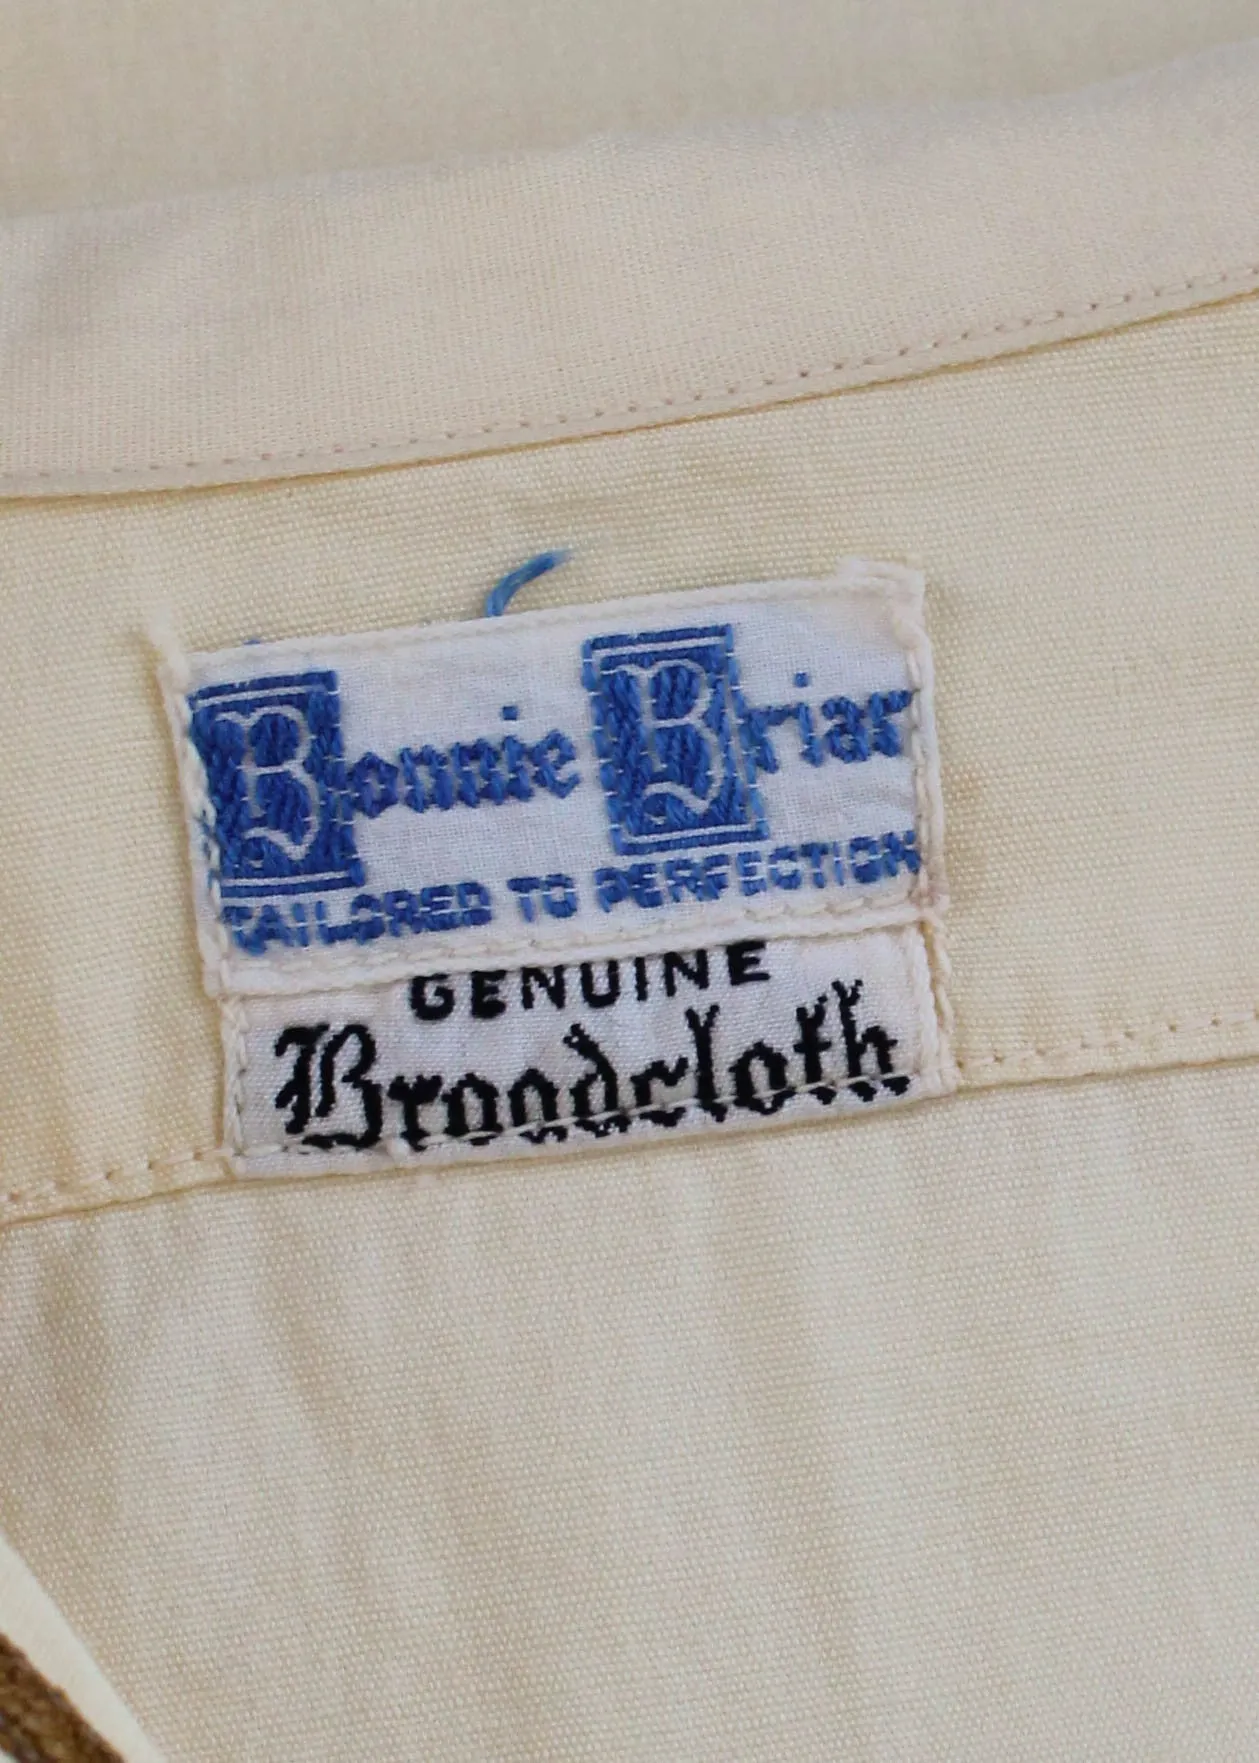 Bonnie Briar
TAILORED TO PERFECTION
GENUINE
Broadcloth